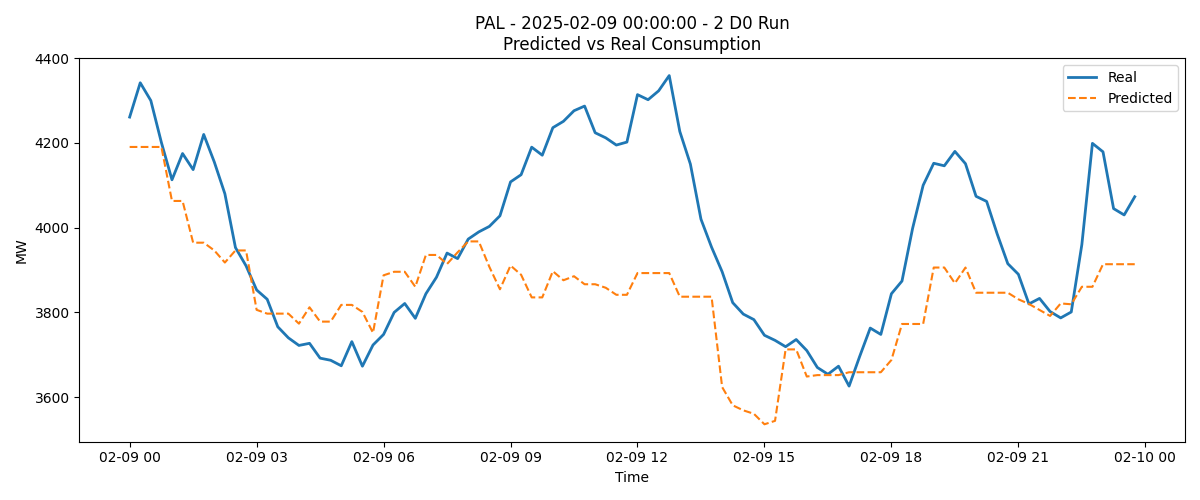 PAL - 2025-02-09 00:00:00 - 2 D0 Run
Predicted vs Real Consumption
Real
Predicted
MW
4400
4200
4000
3800
3600
02-09 00
02-09 03
02-09 06
02-09 09
02-09 12
02-09 15
02-09 18
02-09 21
02-10 00
Time